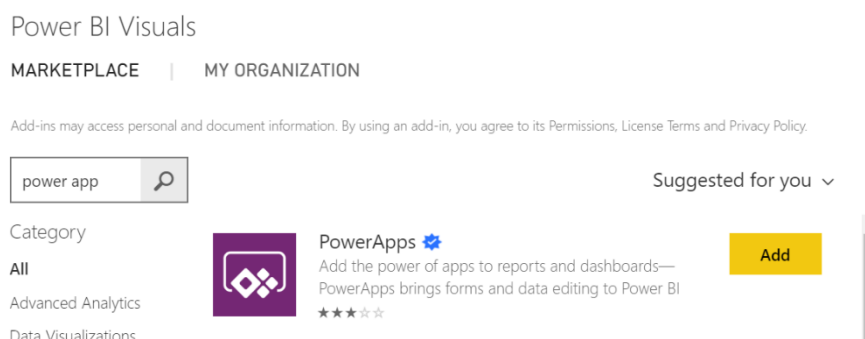 Power BI Visuals
MARKETPLACE | MY ORGANIZATION
Add-ins may access personal and document information. By using an add-in, you agree to its Permissions, License Terms and Privacy Policy.
power app
Suggested for you
Category
All
Advanced Analytics
Data Visualizations
PowerApps
Add the power of apps to reports and dashboards—
PowerApps brings forms and data editing to Power BI
Add